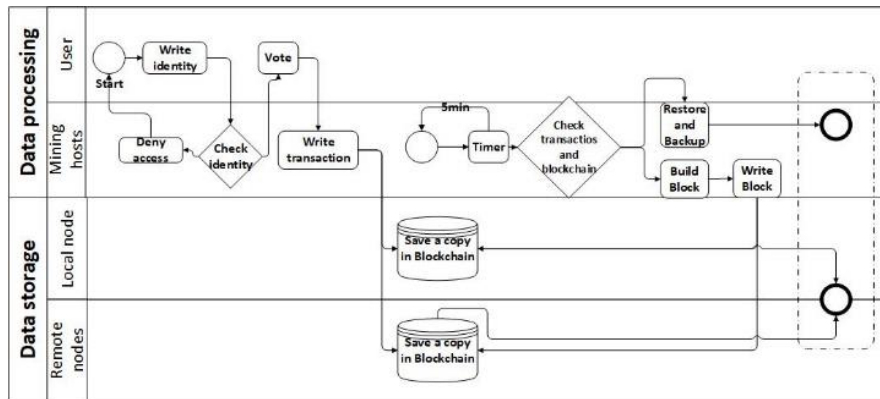 Data processing
User
Mining
hosts
Start
Write
identity
Vote
Deny
access
Check
identity
Write
transaction
5min
Timer
Check
transactios
and
blockchain
Restore
and
Backup
Build
Block
Write
Block
Data storage
Local node
Remote
nodes
Save a copy
in Blockchain
Save a copy
in Blockchain